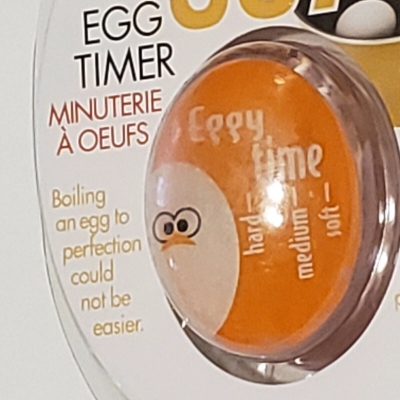 EGG
TIMER
MINUTERIE
À OEUFS
Boiling
an egg to
perfection
could
not be
easier.
Eggy
time
hard
medium
soft